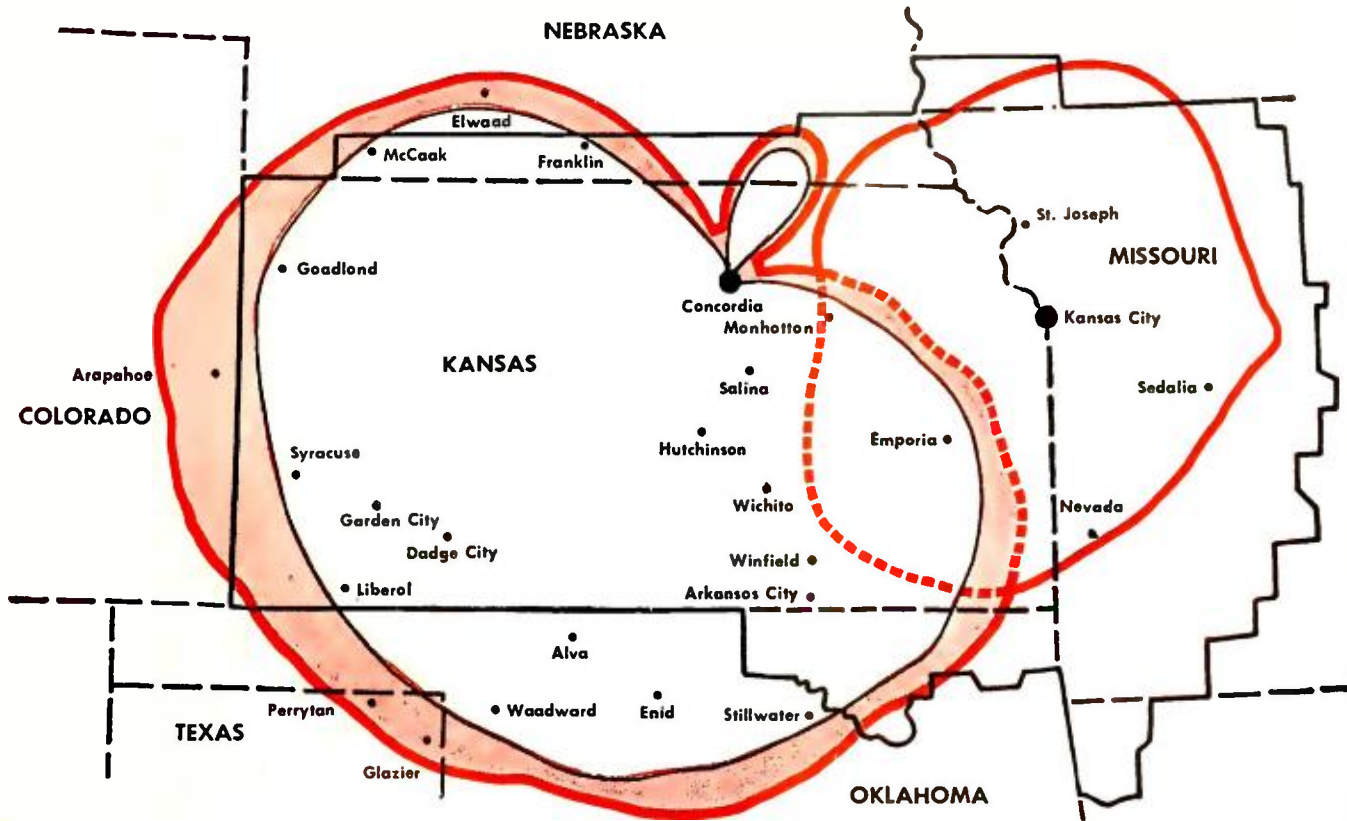 NEBRASKA
Elwaad
McCaak
Franklin
St. Joseph
MISSOURI
Goadlond
Concordia
Monhotton
Kansas City
KANSAS
Arapahoe
Salina
Sedalia
COLORADO
Hutchinson
Emporia
Syracuse
Wichito
Garden City
Nevada
Dadge City
Winfield
Liberol
Arkansos City
Alva
Perrytan
Waadward
Enid
Stillwater
TEXAS
Glazier
OKLAHOMA